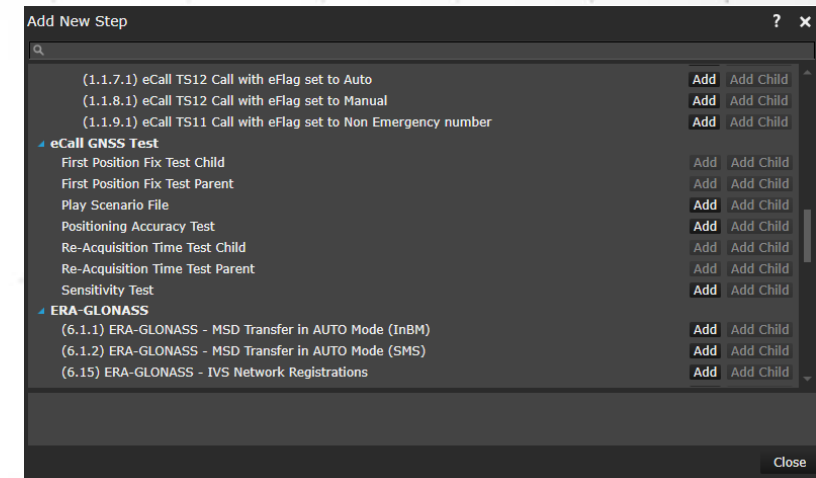 Add New Step ? ×
(1.1.7.1) eCall TS12 Call with eFlag set to Auto Add Add Child
(1.1.8.1) eCall TS12 Call with eFlag set to Manual Add Add Child
(1.1.9.1) eCall TS11 Call with eFlag set to Non Emergency number Add Add Child
eCall GNSS Test
First Position Fix Test Child Add Add Child
First Position Fix Test Parent Add Add Child
Play Scenario File Add Add Child
Positioning Accuracy Test Add Add Child
Re-Acquisition Time Test Child Add Add Child
Re-Acquisition Time Test Parent Add Add Child
Sensitivity Test Add Add Child
ERA-GLONASS
(6.1.1) ERA-GLONASS - MSD Transfer in AUTO Mode (InBM) Add Add Child
(6.1.2) ERA-GLONASS - MSD Transfer in AUTO Mode (SMS) Add Add Child
(6.15) ERA-GLONASS - IVS Network Registrations Add Add Child
Close